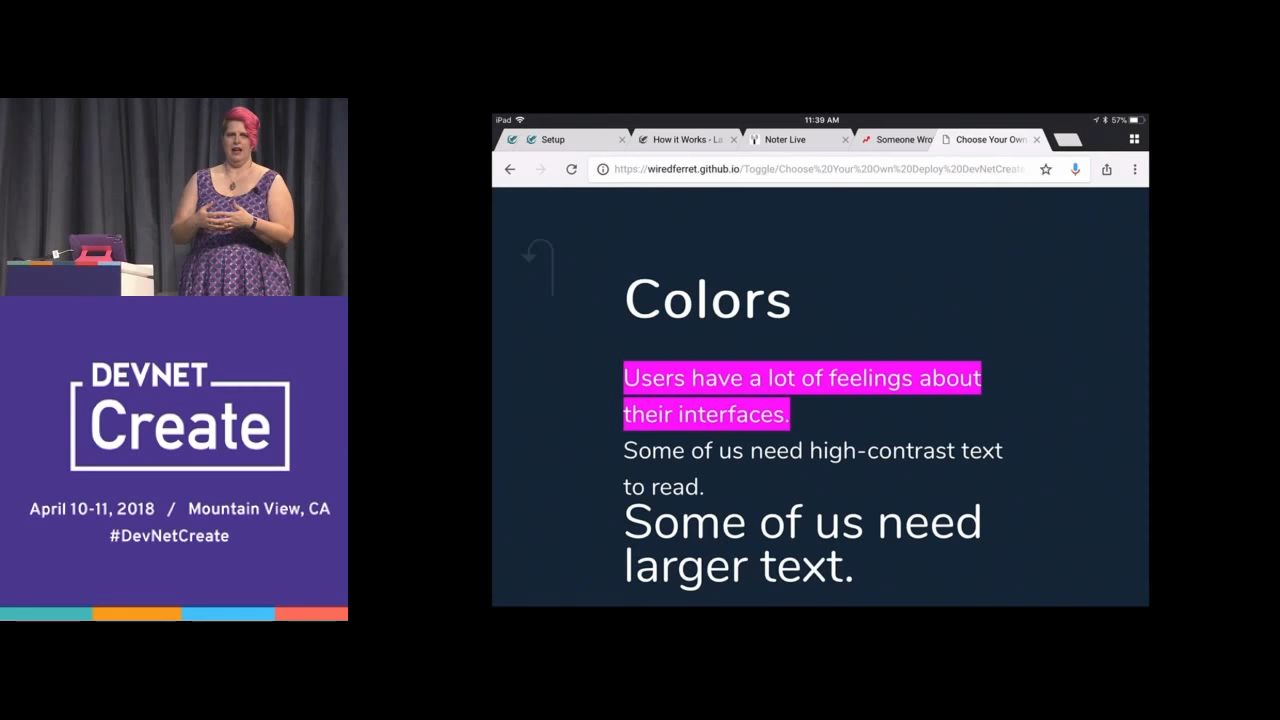 DEVNET
Create
April 10-11, 2018 / Mountain View, CA
#DevNetCreate
iPad
11:39 AM
57%
Setup
How it Works - La
Noter Live
Someone Wro
Choose Your Own
https://wiredferret.github.io/Toggle/Choose%20Your%20Own%20Deploy%20DevNetCreate
Colors
Users have a lot of feelings about
their interfaces.
Some of us need high-contrast text
to read.
Some of us need
larger text.